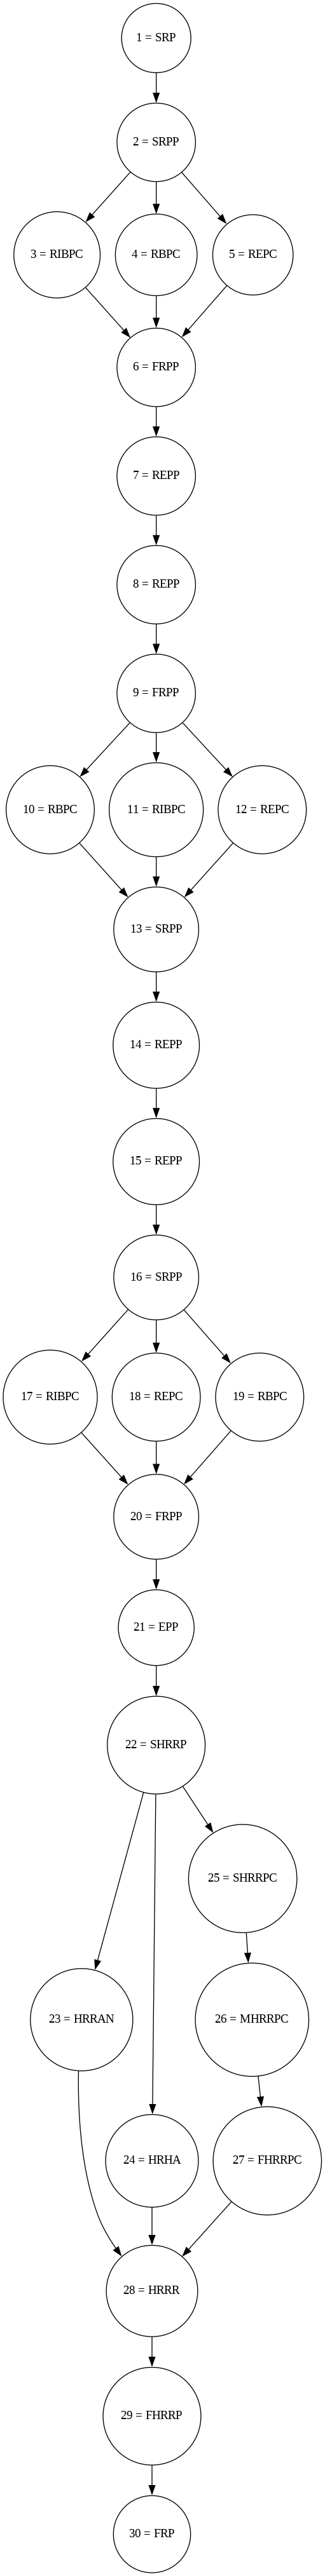 1 = SRP
2 = SRPP
3 = RIBPC
4 = RBPC
5 = REPC
6 = FRPP
7 = REPP
8 = REPP
9 = FRPP
10 = RBPC
11 = RIBPC
12 = REPC
13 = SRPP
14 = REPP
15 = REPP
16 = SRPP
17 = RIBPC
18 = REPC
19 = RBPC
20 = FRPP
21 = EPP
22 = SHRRP
25 = SHRRPC
23 = HRRAN
26 = MHRRPC
24 = HRHA
27 = FHRRPC
28 = HRRR
29 = FHRRP
30 = FRP